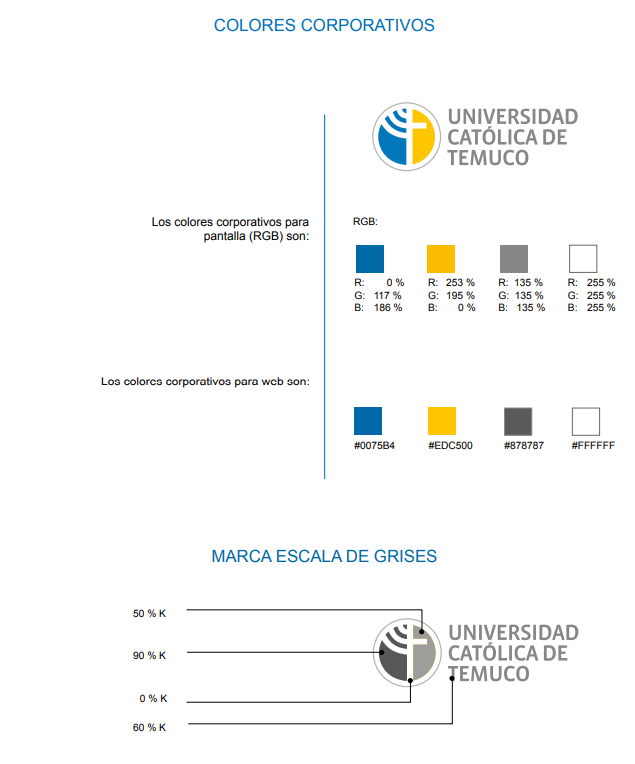 COLORES CORPORATIVOS
UNIVERSIDAD
CATÓLICA DE
TEMUCO
Los colores corporativos para
pantalla (RGB) son:
RGB:
R: 0 % R: 253 % R: 135 % R: 255 %
G: 117 % G: 195 % G: 135 % G: 255 %
B: 186 % B: 0 % B: 135 % B: 255 %
Los colores corporativos para web son:
#0075B4 #EDC500 #878787 #FFFFFF
MARCA ESCALA DE GRISES
50 % K
90 % K
0 % K
60 % K
UNIVERSIDAD
CATÓLICA DE
TEMUCO